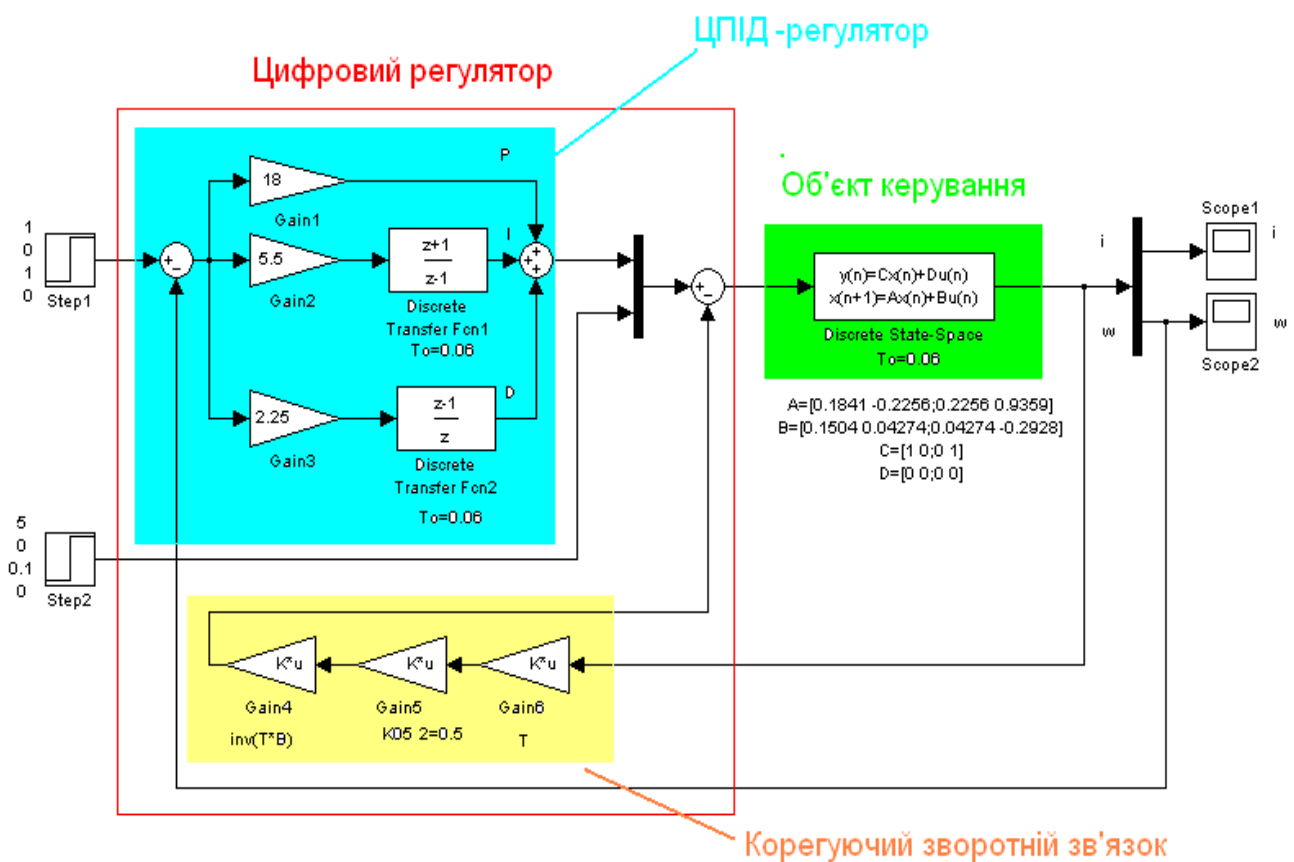 ЦПІД -регулятор
Цифровий регулятор
P
18
Gain1
I
5.5
Gain2
z+1
z-1
Discrete
Transfer Fcn1
To=0.06
D
2.25
Gain3
z-1
z
Discrete
Transfer Fcn2
To=0.06
1
0
1
0
Step1
5
0
0.1
0
Step2
Об'єкт керування
y(n)=Cx(n)+Du(n)
x(n+1)=Ax(n)+Bu(n)
Discrete State-Space
To=0.06
A=[0.1841 -0.2256;0.2256 0.9359]
B=[0.1504 0.04274;0.04274 -0.2928]
C=[1 0;0 1]
D=[0 0;0 0]
i
w
Scope1
i
w
Scope2
K*u
K*u
K*u
Gain4
Gain5
Gain6
inv(T*B)
K05 2=0.5
T
Корегуючий зворотній зв'язок